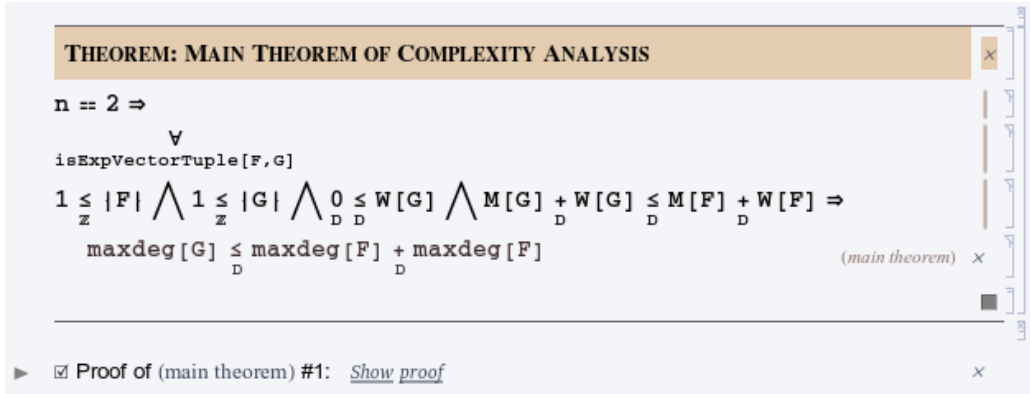 THEOREM: MAIN THEOREM OF COMPLEXITY ANALYSIS ×
n == 2 ⇒
∀
isExpVectorTuple[F,G]
1 ≤ |F| ⋀ 1 ≤ |G| ⋀ 0 ≤ W[G] ⋀ M[G] + W[G] ≤ M[F] + W[F] ⇒
ℤ ℤ D D D D D
maxdeg[G] ≤ maxdeg[F] + maxdeg[F] (main theorem) ×
D D
Proof of (main theorem) #1: Show proof ×